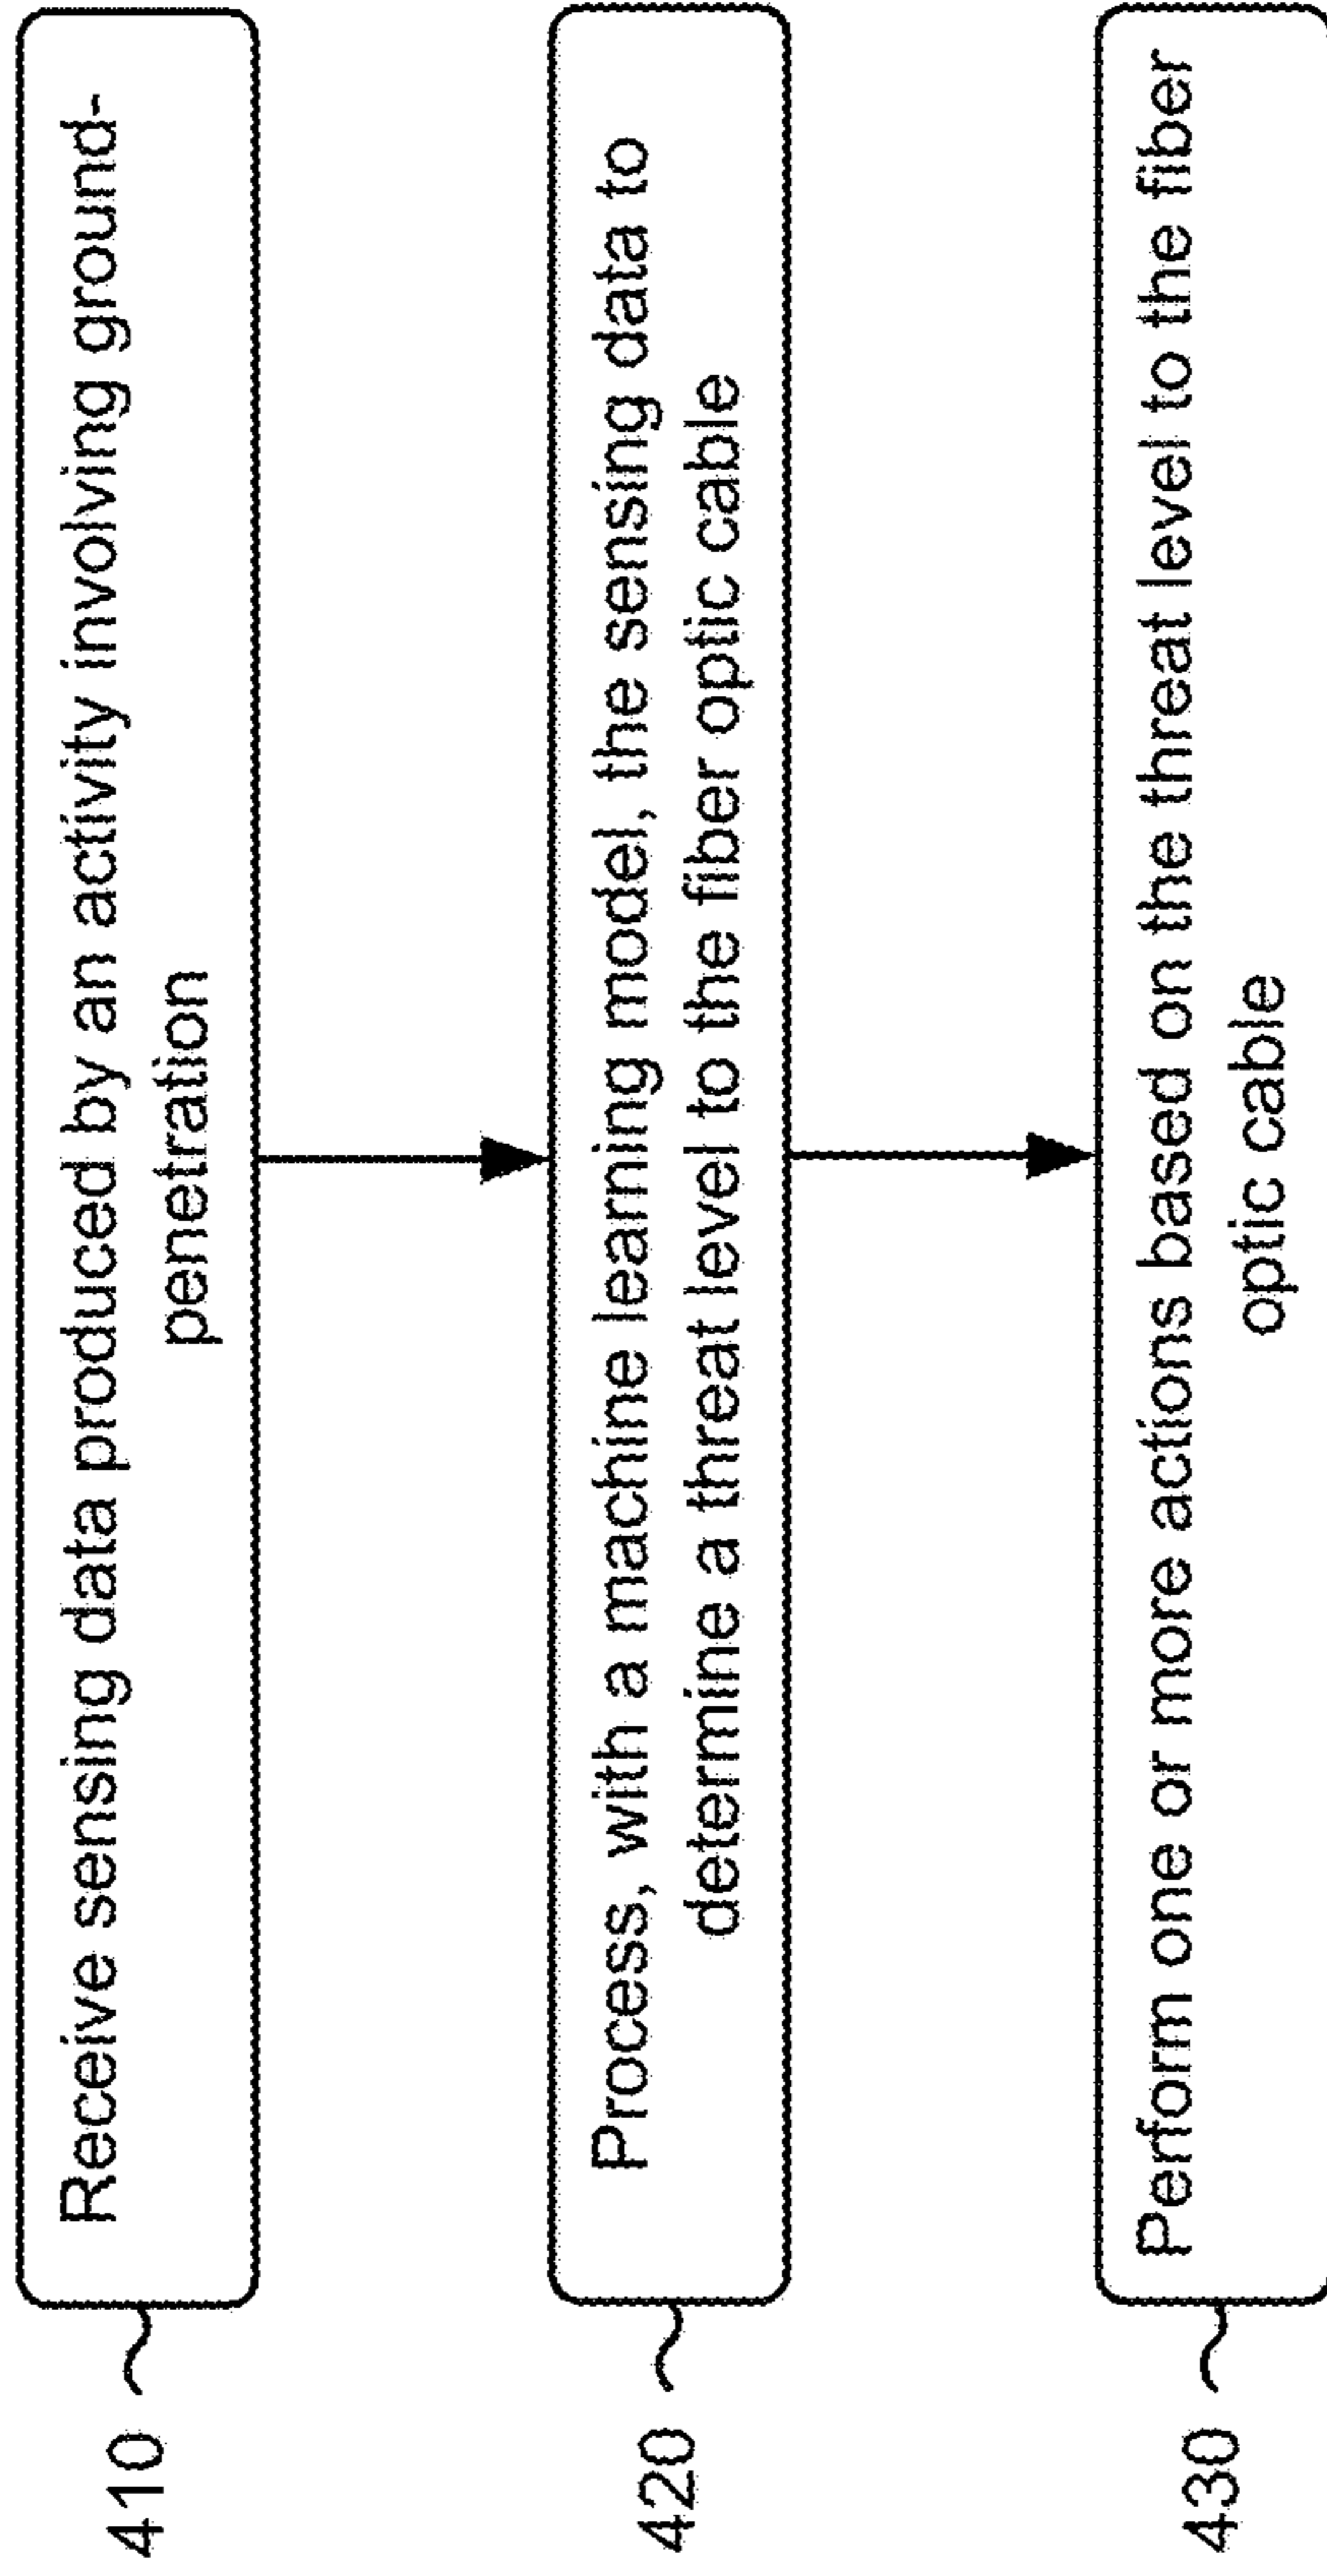 410
Receive sensing data produced by an activity involving ground-
penetration
420
Process, with a machine learning model, the sensing data to
determine a threat level to the fiber optic cable
430
Perform one or more actions based on the threat level to the fiber
optic cable